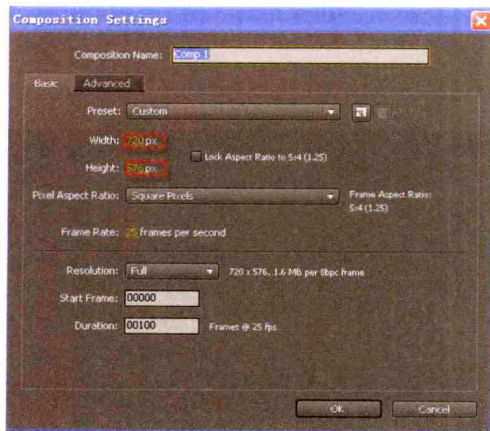 Composition Settings
Composition Name: Comp 1
Basic Advanced
Preset: Custom
Width: 720 px
Lock Aspect Ratio to 5:4 (1.25)
Height: 576 px
Pixel Aspect Ratio: Square Pixels
Frame Aspect Ratio:
5:4 (1.25)
Frame Rate: 25 frames per second
Resolution: Full 720 x 576, 1.6 MB per 8bpc frame
Start Frame: 00000
Duration: 00100 Frames @ 25 fps
OK Cancel